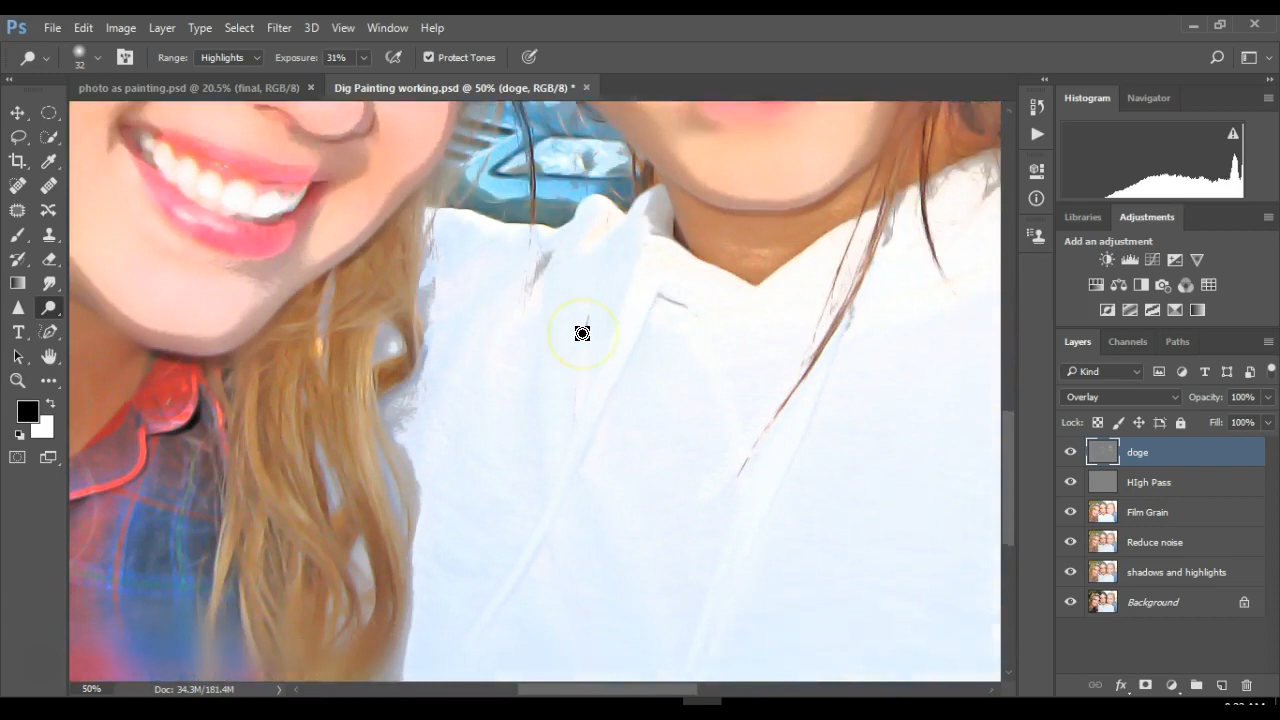 Ps File Edit Image Layer Type Select Filter 3D View Window Help
32 Range: Highlights Exposure: 31% Protect Tones
photo as painting.psd @ 20.5% (final, RGB/8) × Dig Painting working.psd @ 50% (doge, RGB/8) * ×
Histogram Navigator
Libraries Adjustments
Add an adjustment
Layers Channels Paths
Kind
Overlay Opacity: 100%
Lock: Fill: 100%
doge
HIgh Pass
Film Grain
Reduce noise
shadows and highlights
Background
50% Doc: 34.3M/181.4M